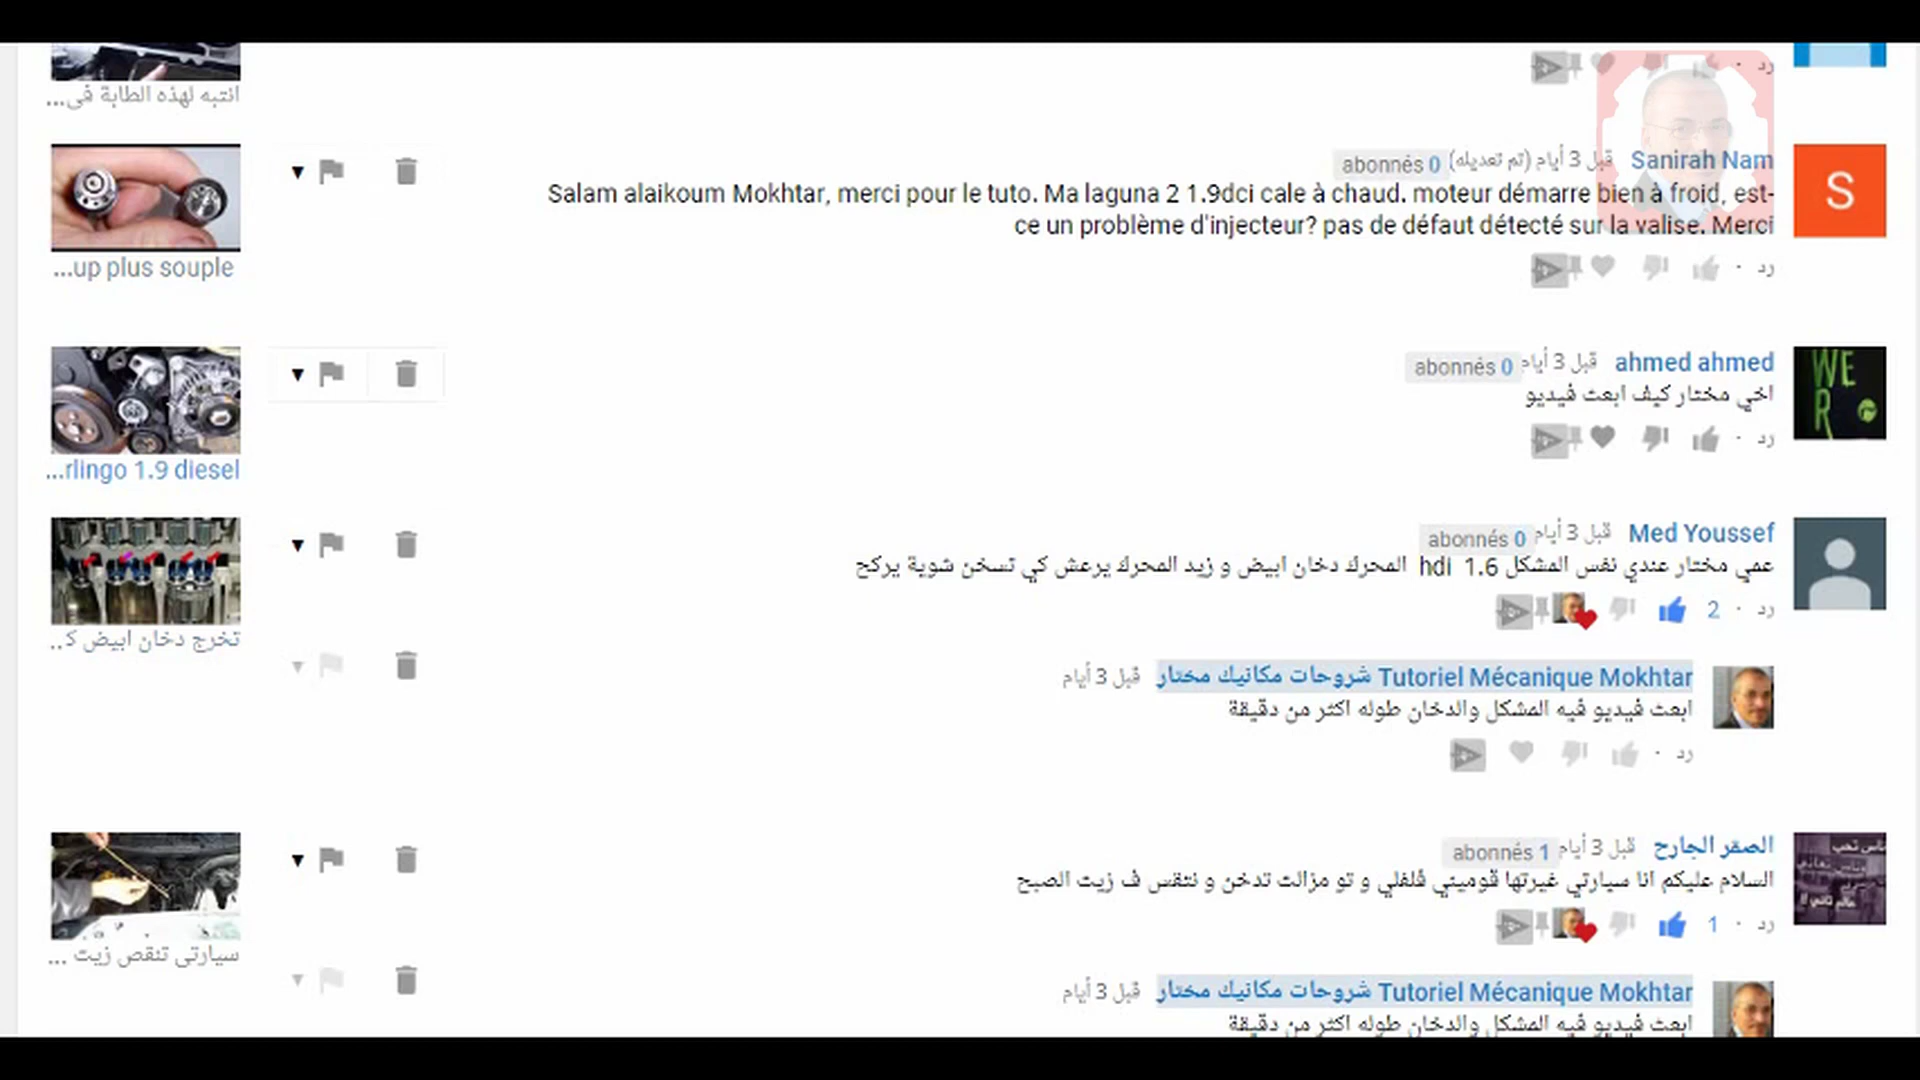 رد ·
انتبه لهذه الطابة في...
Sanirah Nam قبل 3 أيام (تم تعديله) abonnés 0
Salam alaikoum Mokhtar, merci pour le tuto. Ma laguna 2 1.9dci cale à chaud. moteur démarre bien à froid, est-
ce un problème d'injecteur? pas de défaut détecté sur la valise. Merci
رد ·
...up plus souple
S
ahmed ahmed قبل 3 أيام abonnés 0
اخي مختار كيف ابعث فيديو
رد ·
...rlingo 1.9 diesel
WE
R
Med Youssef قبل 3 أيام abonnés 0
عمي مختار عندي نفس المشكل 1.6 hdi المحرك دخان ابيض و زيد المحرك يرعش كي تسخن شوية يركح
رد · 2
تخرج دخان ابيض ك..
Tutoriel Mécanique Mokhtar شروحات مكانيك مختار قبل 3 أيام
ابعث فيديو فيه المشكل والدخان طوله اكثر من دقيقة
رد ·
الصقر الجارح قبل 3 أيام abonnés 1
السلام عليكم انا سيارتي غيرتها قوميني فلفلي و تو مزالت تدخن و نتقس ف زيت الصبح
رد · 1
سيارتي تنقص زيت ...
Tutoriel Mécanique Mokhtar شروحات مكانيك مختار قبل 3 أيام
ابعث فيديو فيه المشكل والدخان طوله اكثر من دقيقة